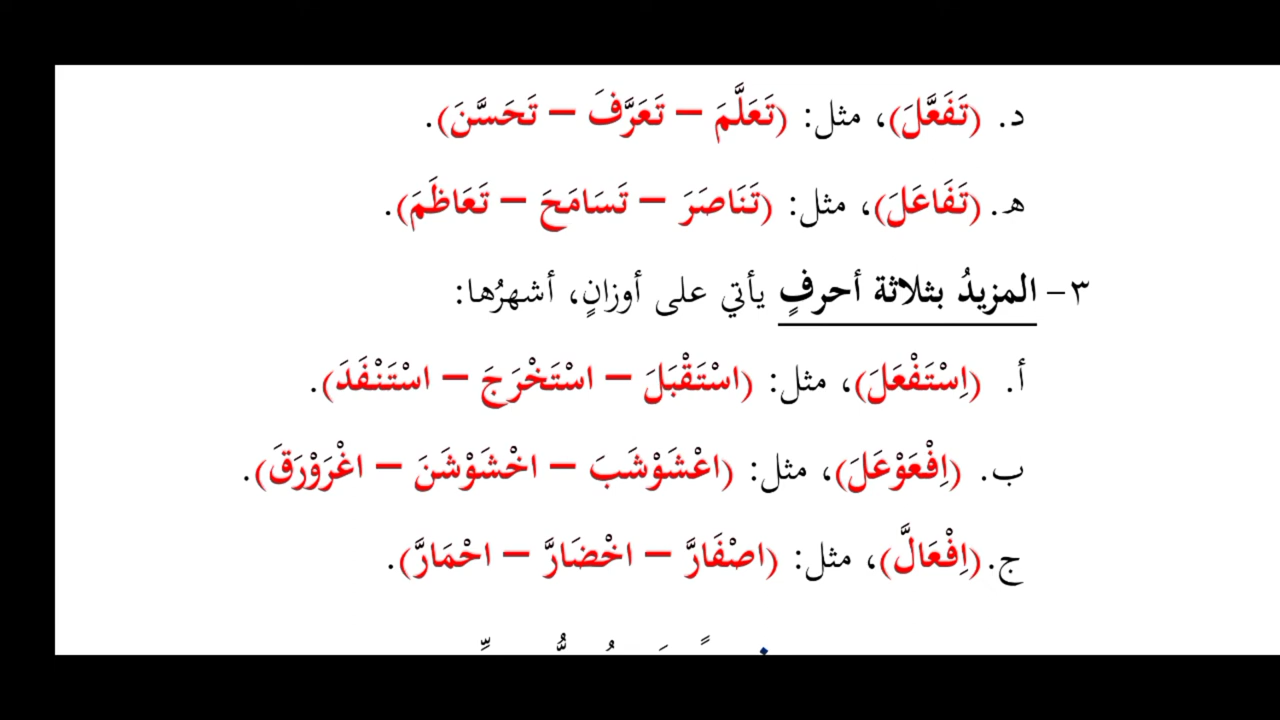 د. (تَفَعَّلَ)، مثل: (تَعَلَّمَ – تَعَرَّفَ – تَحَسَّنَ).
هـ. (تَفَاعَلَ)، مثل: (تَنَاصَرَ – تَسَامَحَ – تَعَاظَمَ).
٣- المزيدُ بثلاثة أحرفٍ يأتي على أوزانٍ، أشهرُها:
أ. (اِسْتَفْعَلَ)، مثل: (اسْتَقْبَلَ – اسْتَخْرَجَ – اسْتَنْفَدَ).
ب. (اِفْعَوْعَلَ)، مثل: (اعْشَوْشَبَ – اخْشَوْشَنَ – اغْرَوْرَقَ).
ج. (اِفْعَالَّ)، مثل: (اصْفَارَّ – اخْضَارَّ – احْمَارَّ).